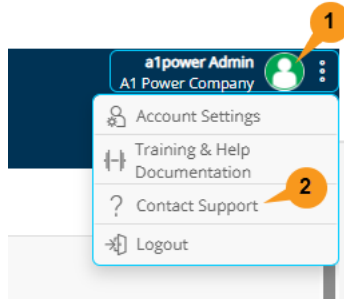 1
a1power Admin
A1 Power Company
Account Settings
Training & Help
Documentation
2
? Contact Support
Logout